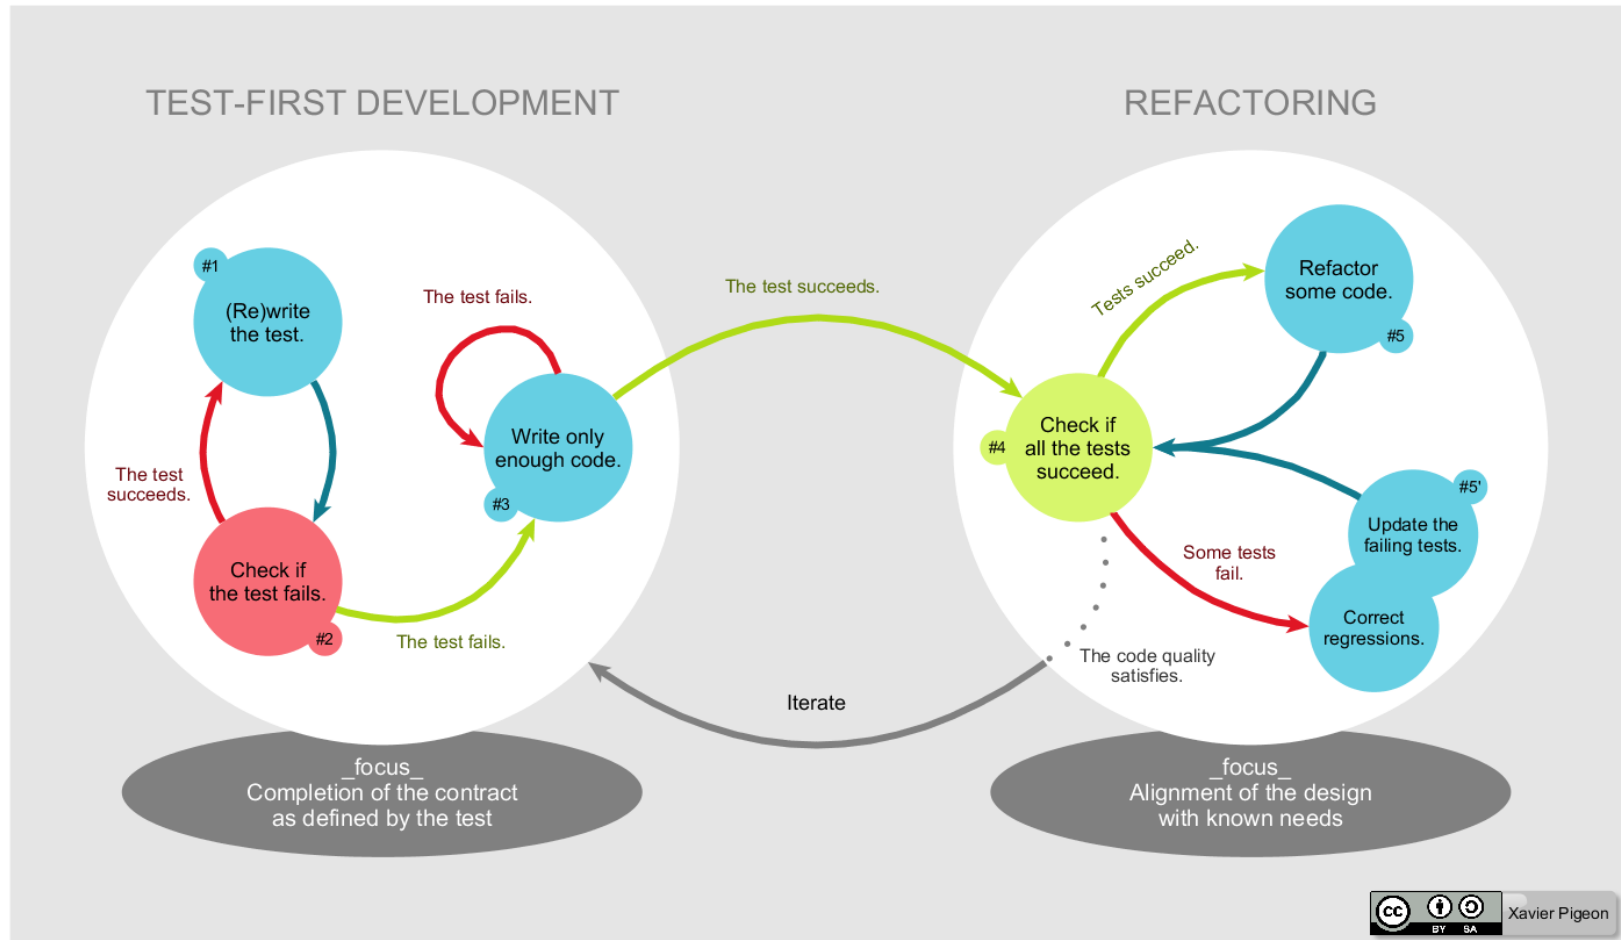 TEST-FIRST DEVELOPMENT
REFACTORING
#1
(Re)write
the test.
The test fails.
The test succeeds.
Tests succeed.
Refactor
some code.
#5
The test
succeeds.
Write only
enough code.
#3
#4
Check if
all the tests
succeed.
#5'
Update the
failing tests.
Check if
the test fails.
#2
The test fails.
Some tests
fail.
Correct
regressions.
The code quality
satisfies.
Iterate
_focus_
Completion of the contract
as defined by the test
_focus_
Alignment of the design
with known needs
cc
BY SA
Xavier Pigeon